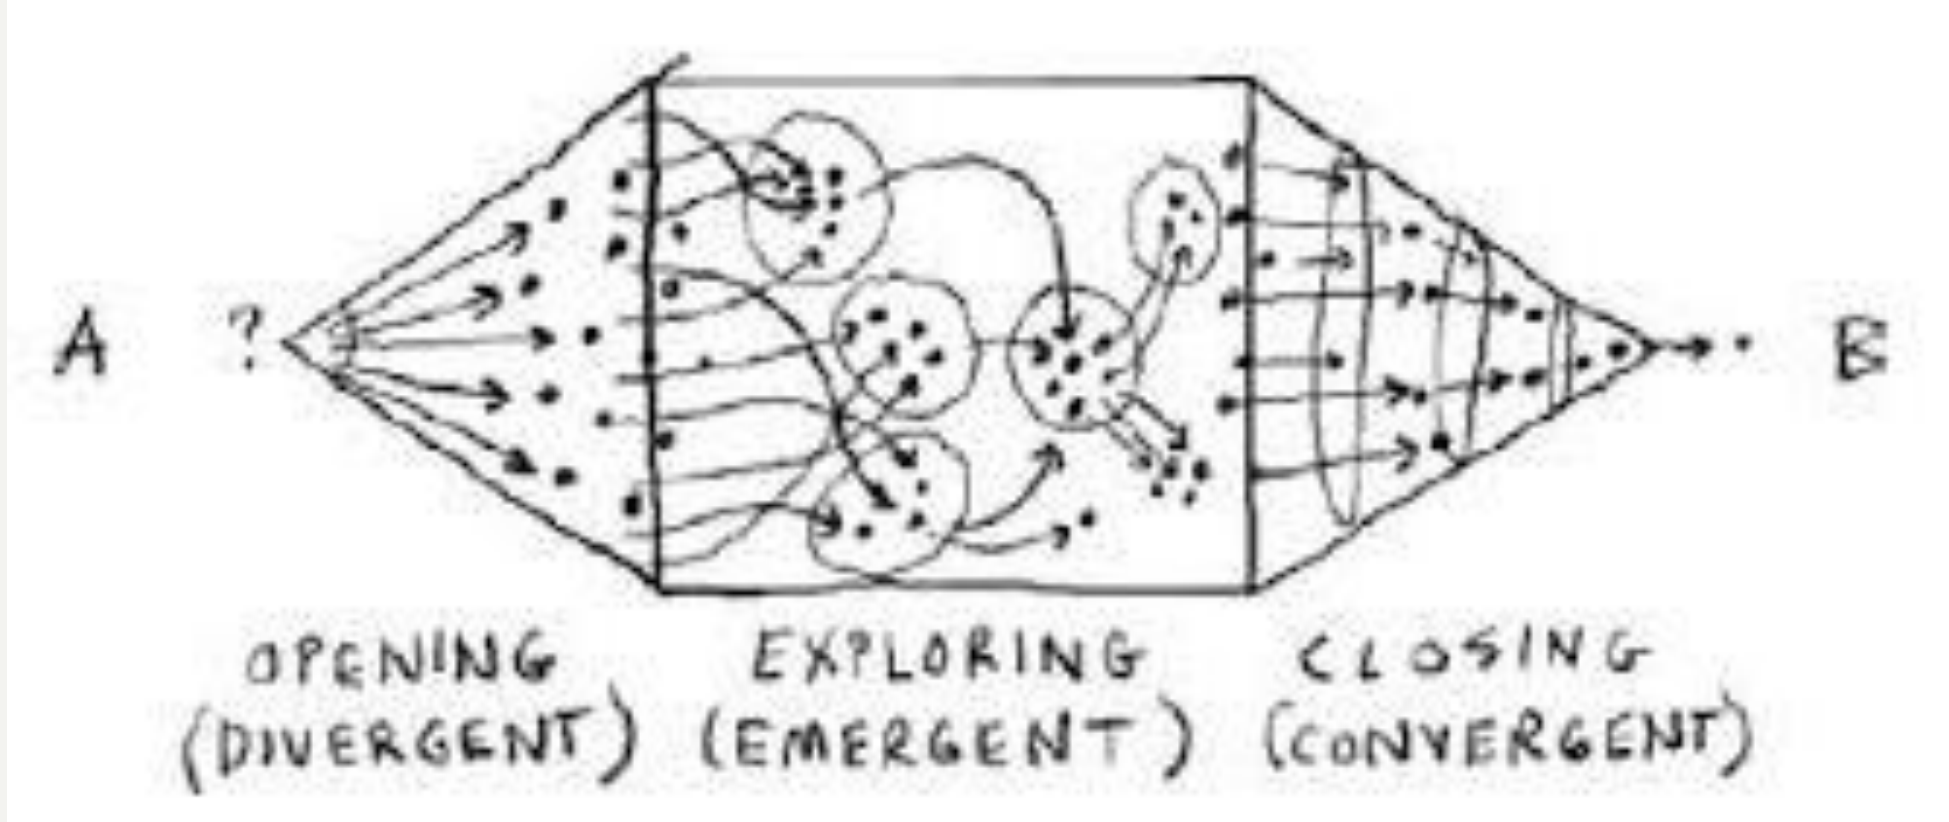 A ? B
OPENING EXPLORING CLOSING
(DIVERGENT) (EMERGENT) (CONVERGENT)